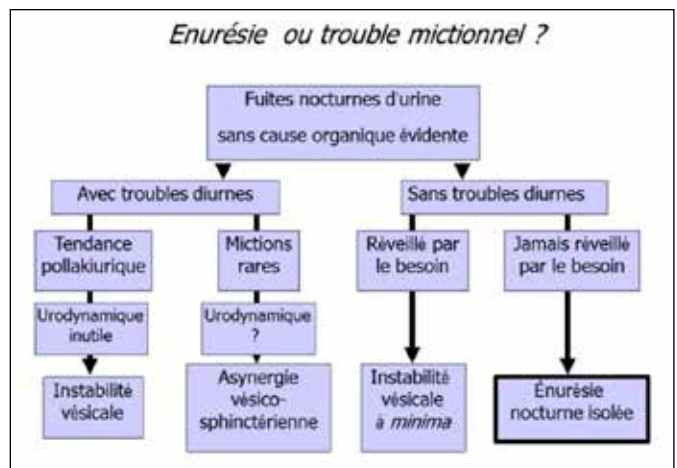 Enurésie ou trouble mictionnel ?
Fuites nocturnes d'urine
sans cause organique évidente
Avec troubles diurnes
Sans troubles diurnes
Tendance
pollakiurique
Mictions
rares
Réveillé par
le besoin
Jamais réveillé
par le besoin
Urodynamique
inutile
Urodynamique
?
Instabilité
vésicale
Asynergie
vésico-
sphinctérienne
Instabilité
vésicale
à minima
Énurésie
nocturne isolée